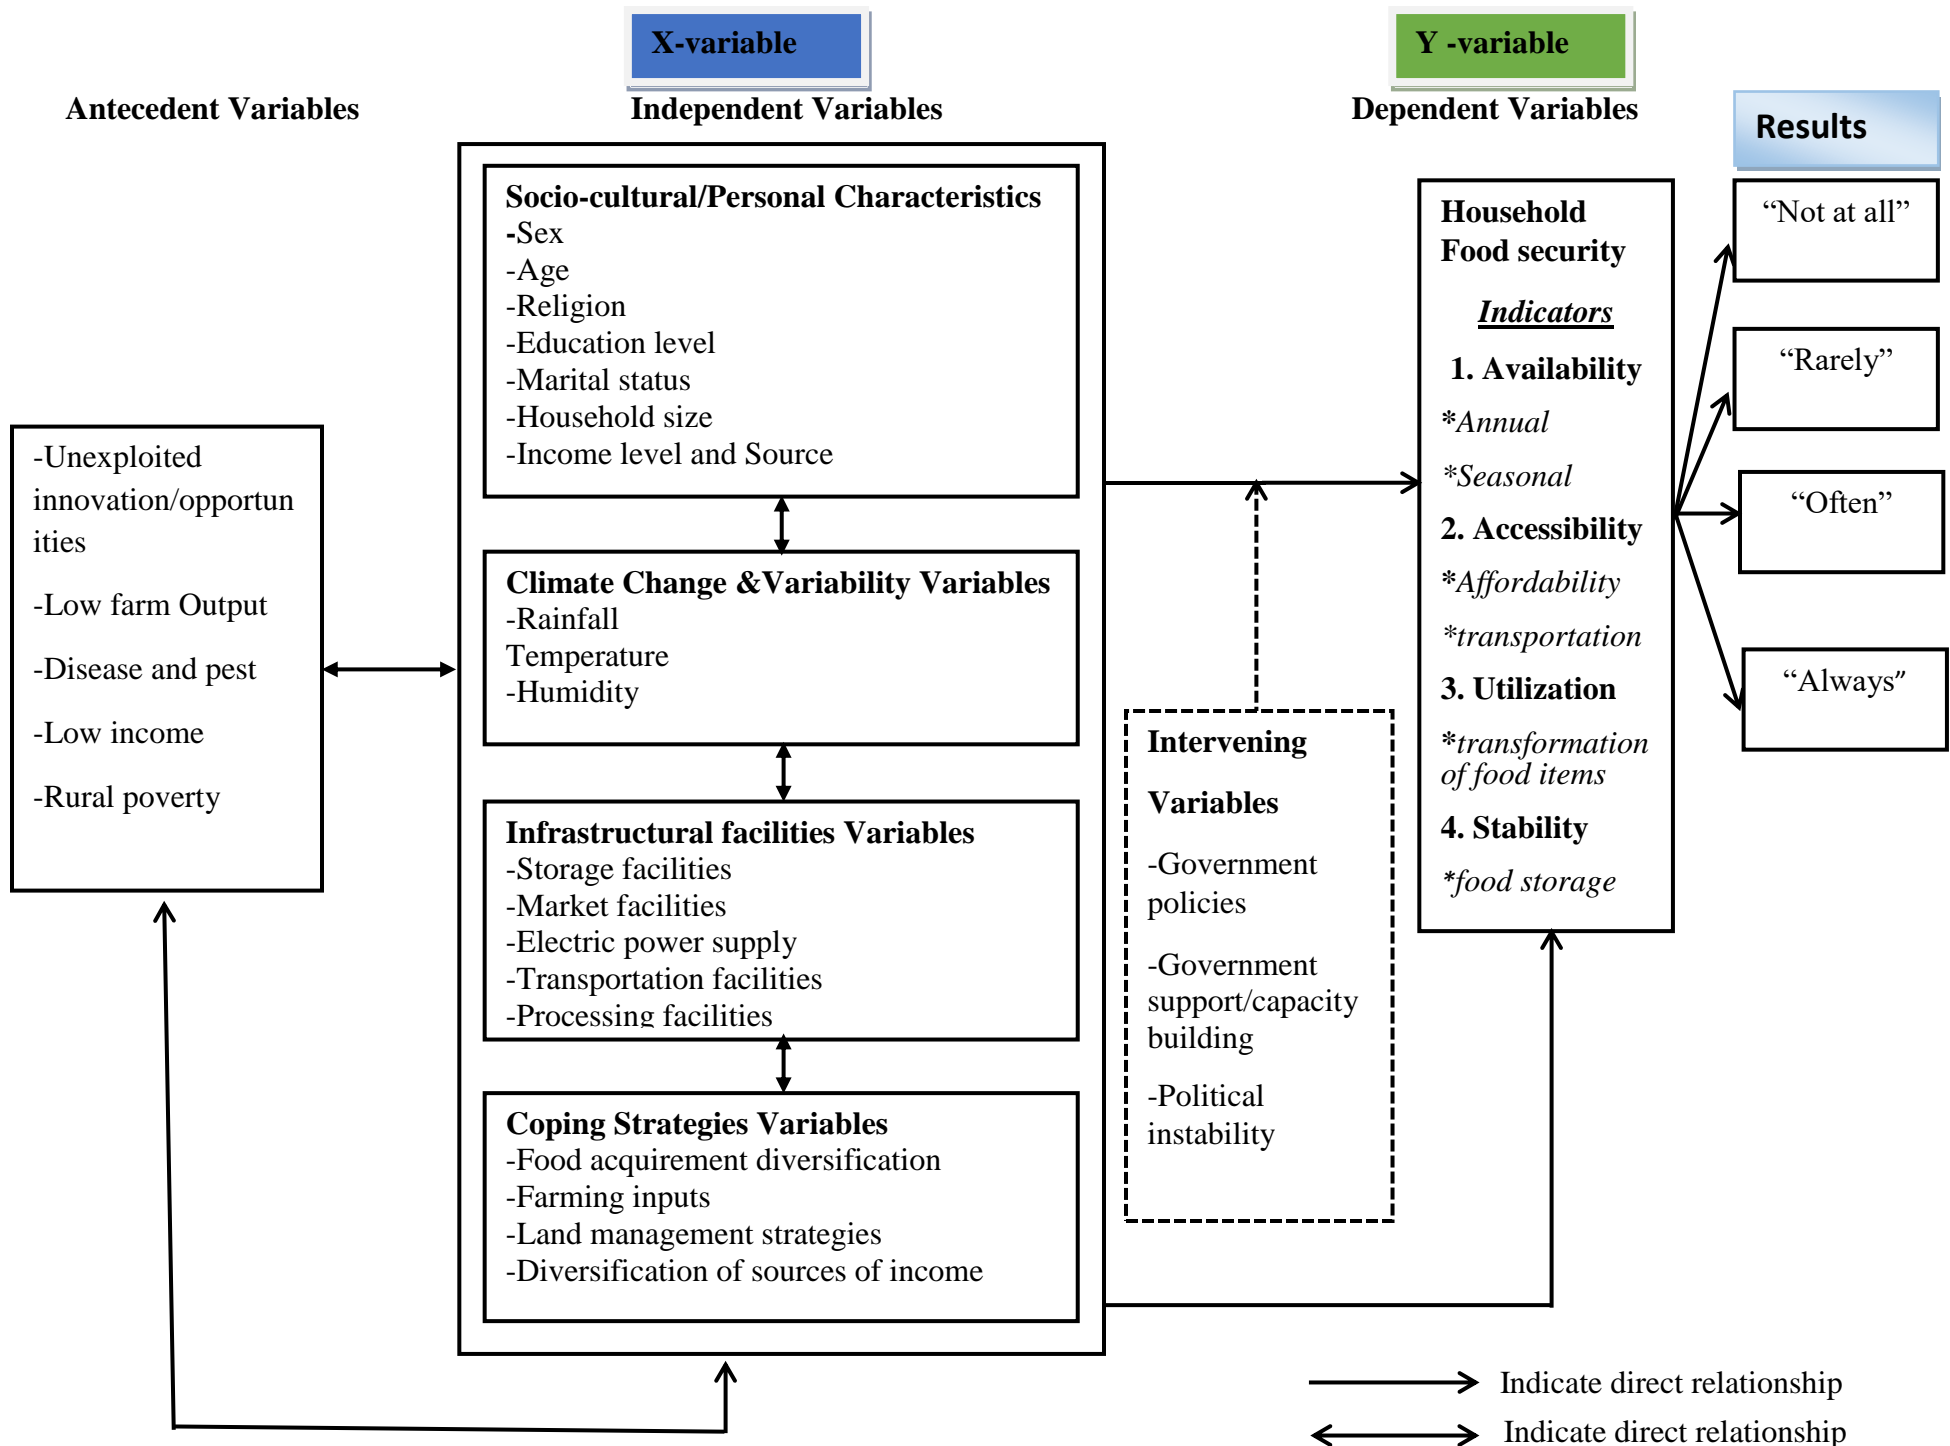 X-variable
Y -variable
Antecedent Variables
Independent Variables
Dependent Variables
Results
-Unexploited
innovation/opportun
ities
-Low farm Output
-Disease and pest
-Low income
-Rural poverty
Socio-cultural/Personal Characteristics
-Sex
-Age
-Religion
-Education level
-Marital status
-Household size
-Income level and Source
Climate Change &Variability Variables
-Rainfall
Temperature
-Humidity
Infrastructural facilities Variables
-Storage facilities
-Market facilities
-Electric power supply
-Transportation facilities
-Processing facilities
Coping Strategies Variables
-Food acquirement diversification
-Farming inputs
-Land management strategies
-Diversification of sources of income
Intervening
Variables
-Government
policies
-Government
support/capacity
building
-Political
instability
Household
Food security
Indicators
1. Availability
*Annual
*Seasonal
2. Accessibility
*Affordability
*transportation
3. Utilization
*transformation
of food items
4. Stability
*food storage
“Not at all”
“Rarely”
“Often”
“Always”
Indicate direct relationship
Indicate direct relationship